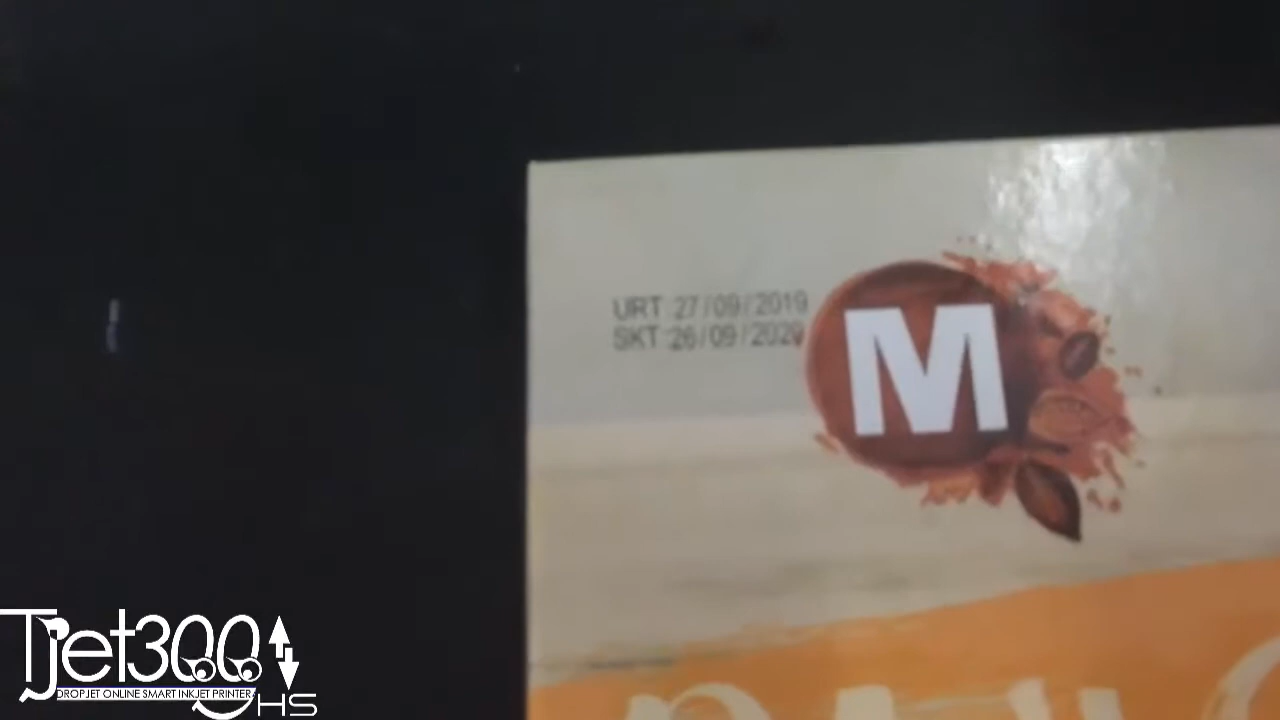 URT 27/09/2019
SKT 26/09/2020
M
Tjet300
DROPJET ONLINE SMART INKJET PRINTER
HS